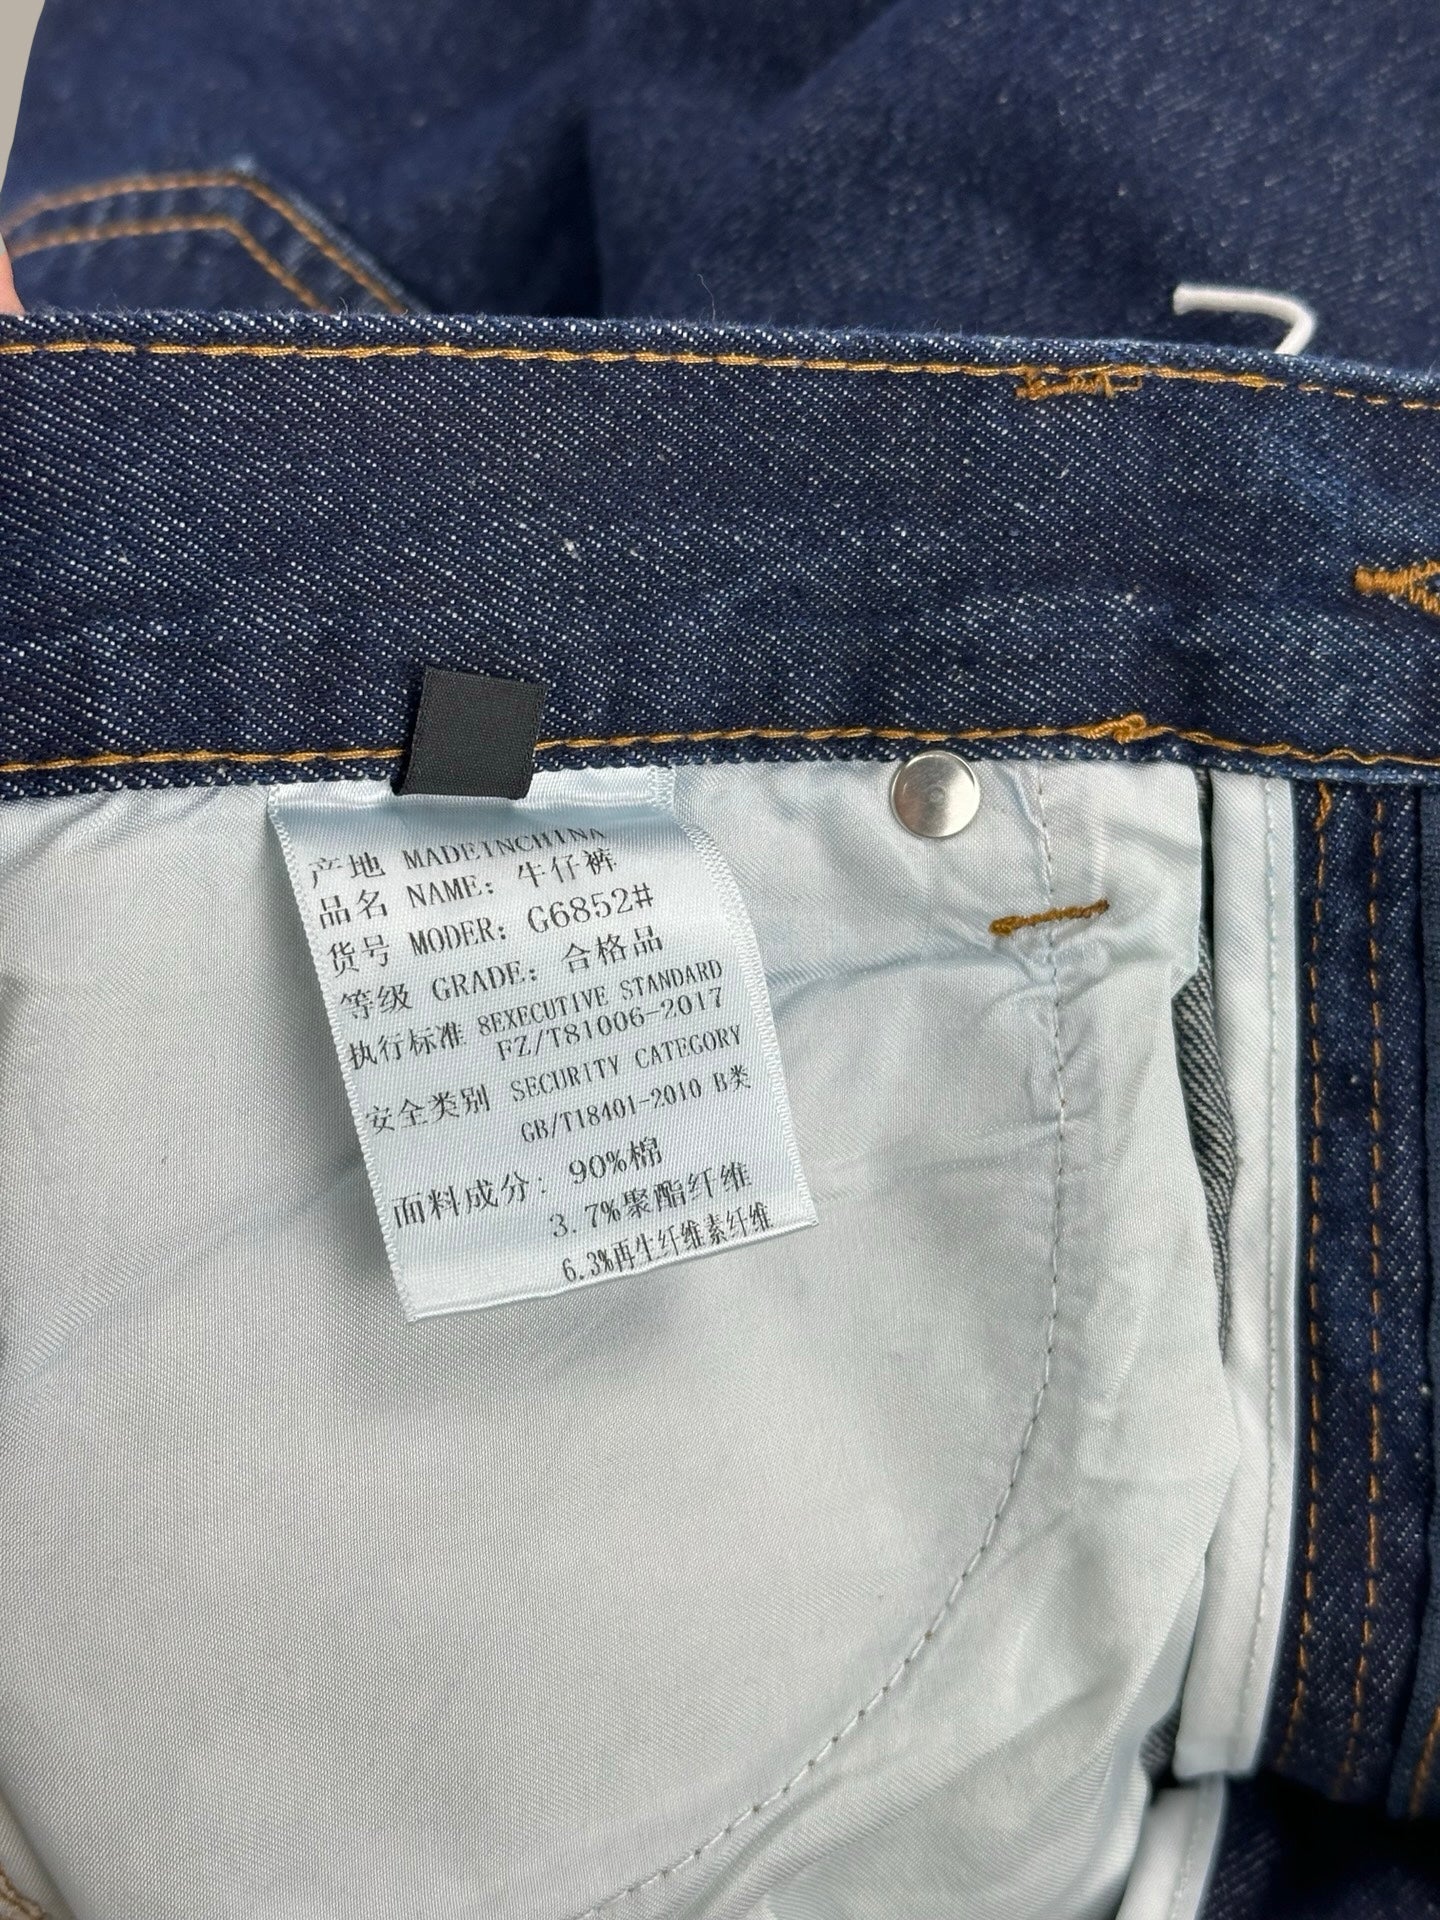 产地 MADEINCHINA
品名 NAME: 牛仔裤
货号 MODER: G6852#
等级 GRADE: 合格品
执行标准 8EXECUTIVE STANDARD
FZ/T81006-2017
安全类别 SECURITY CATEGORY
GB/T18401-2010 B类
面料成分: 90%棉
3.7%聚酯纤维
6.3%再生纤维素纤维